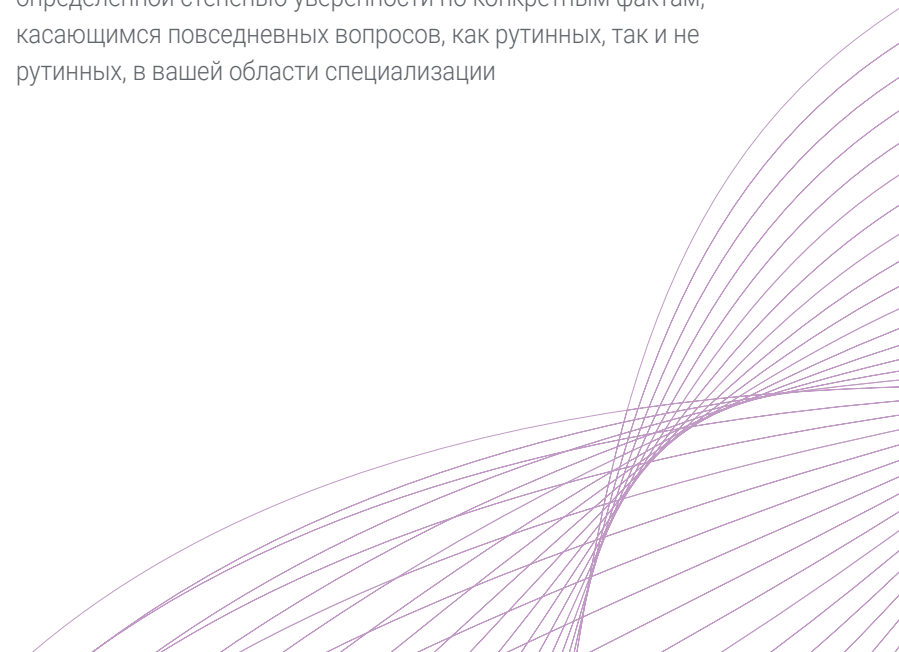 определенной степенью уверенности по конкретным фактам,
касающимся повседневных вопросов, как рутинных, так и не
рутинных, в вашей области специализации